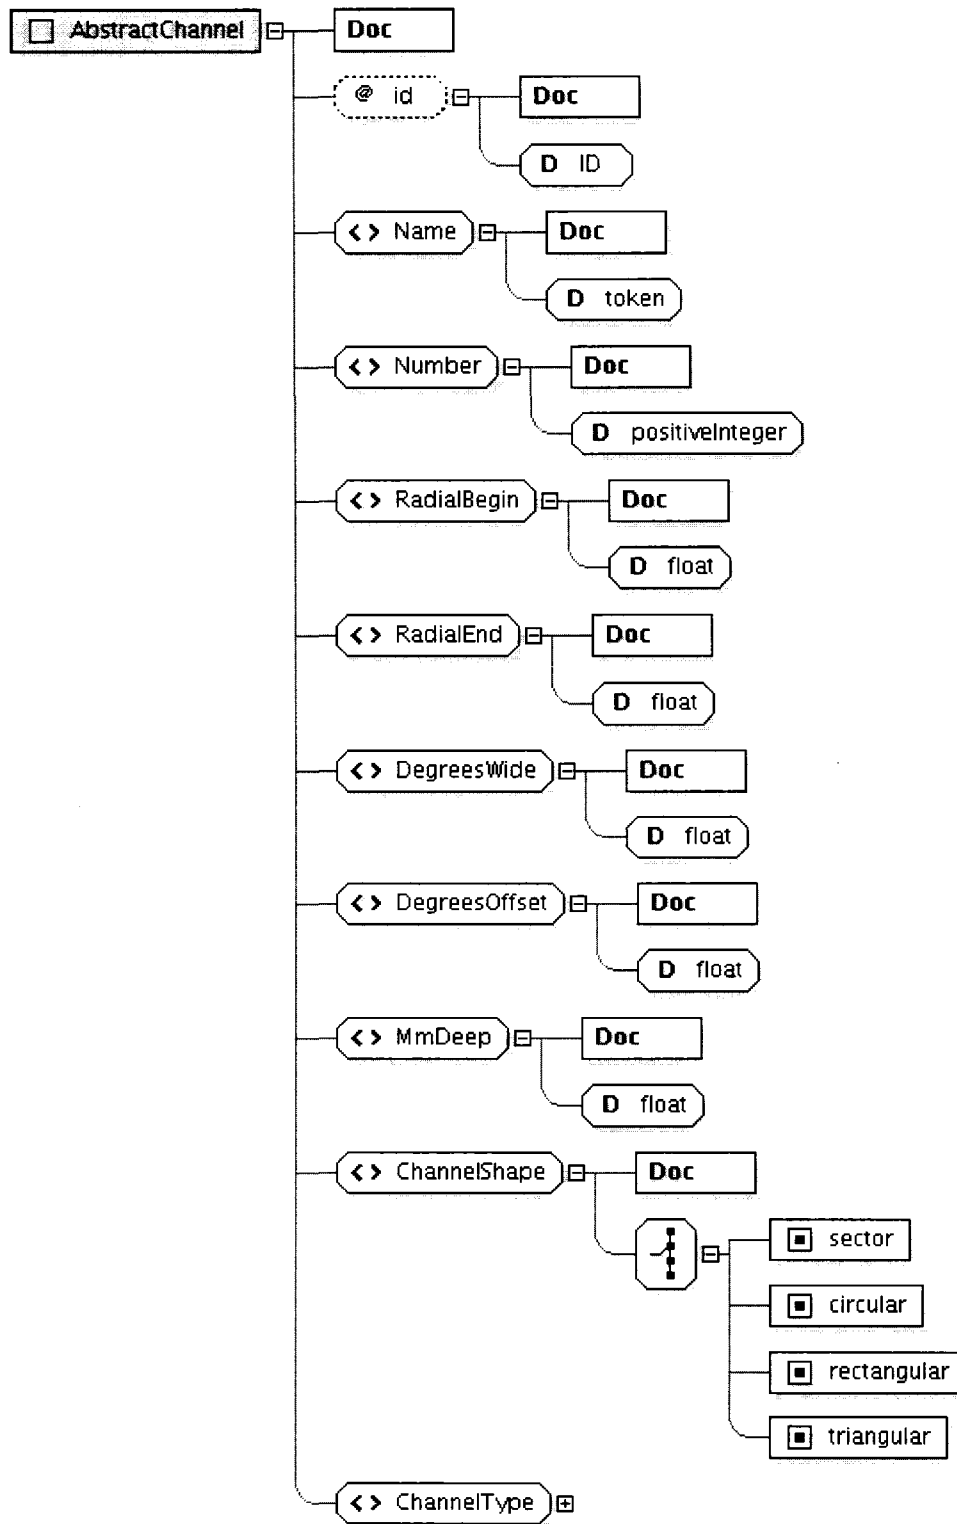 AbstractChannel Doc
@ id Doc
D ID
<> Name Doc
D token
<> Number Doc
D positiveInteger
<> RadialBegin Doc
D float
<> RadialEnd Doc
D float
<> DegreesWide Doc
D float
<> DegreesOffset Doc
D float
<> MmDeep Doc
D float
<> ChannelShape Doc
sector
circular
rectangular
triangular
<> ChannelType